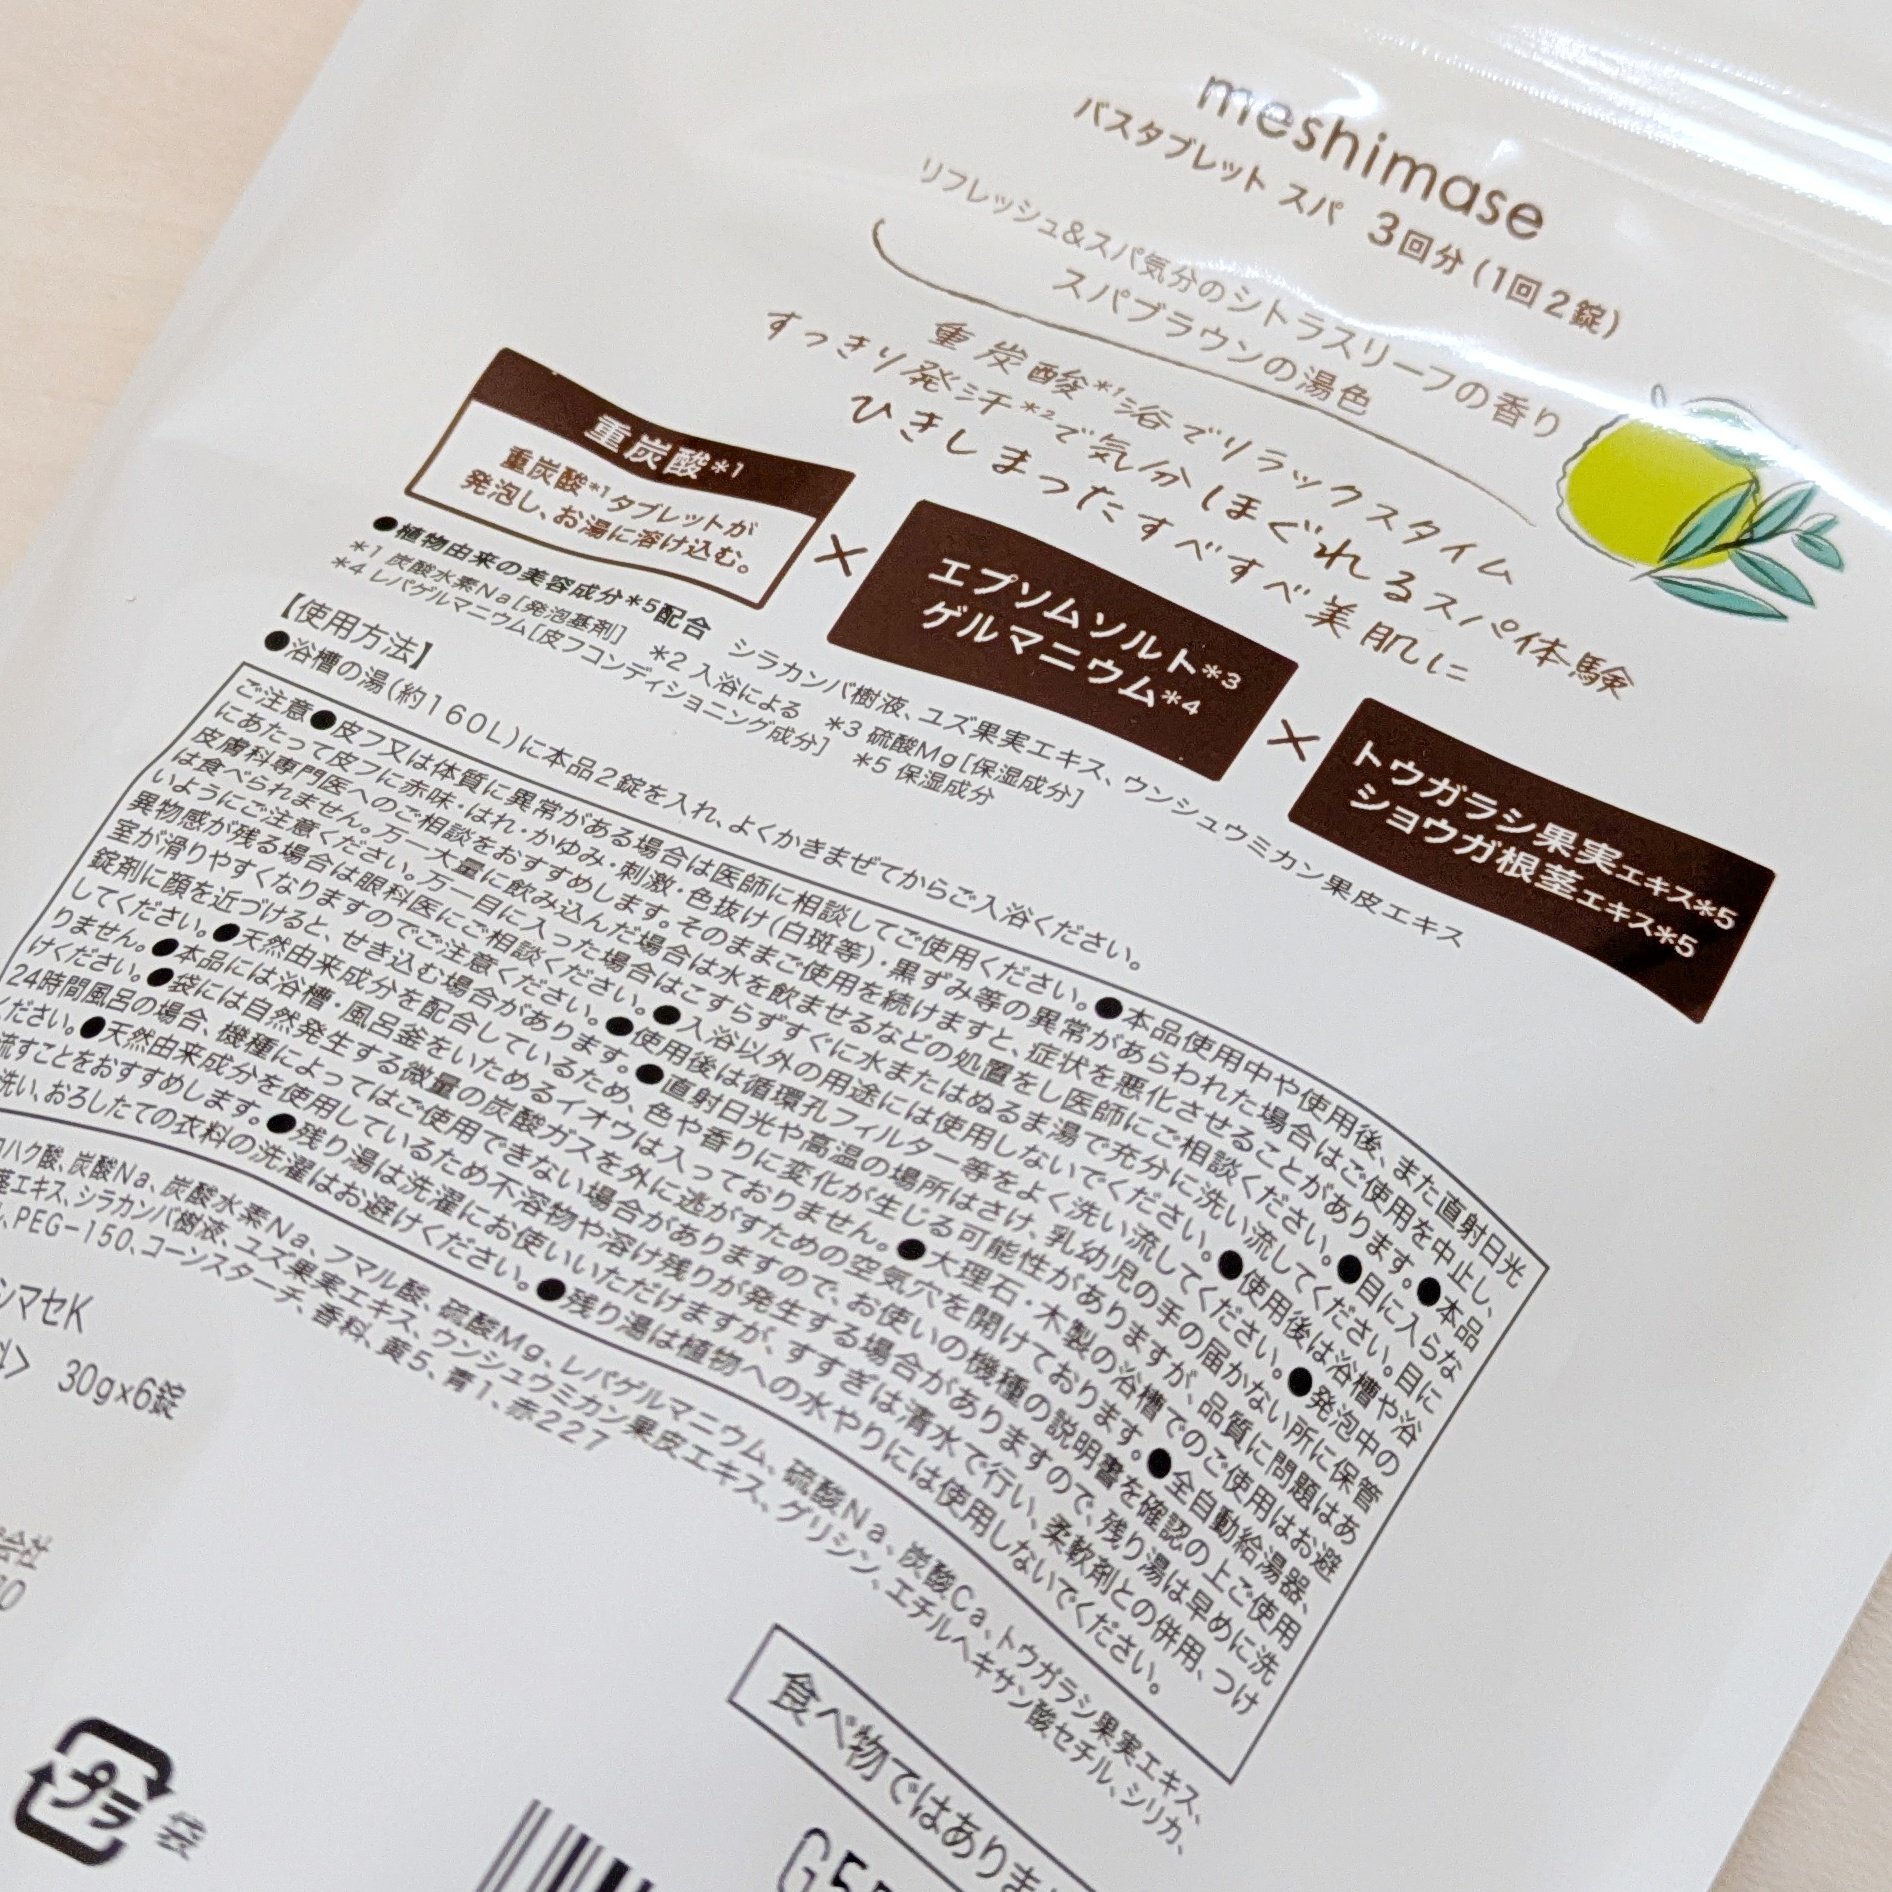 meshimase
バスタブレット スパ 3回分(1回2錠)
リフレッシュ&スパ気分のシトラスリーフの香り
スパブラウンの湯色
重炭酸*1浴でリラックスタイム
すっきり発汗*2で気分ほぐれるスパ体験
ひきしまったすべすべ美肌に
重炭酸*1
重炭酸*1タブレットが
発泡し、お湯に溶け込む。
×
エプソムソルト*3
ゲルマニウム*4
×
トウガラシ果実エキス*5
ショウガ根茎エキス*5
●植物由来の美容成分*5配合 シラカンバ樹液、ユズ果実エキス、ウンシュウミカン果皮エキス
*1 炭酸水素Na[発泡基剤] *2 入浴による *3 硫酸Mg[保湿成分]
*4 レパゲルマニウム[皮フコンディショニング成分] *5 保湿成分
【使用方法】
●浴槽の湯(約160L)に本品2錠を入れ、よくかきまぜてからご入浴ください。
ご注意●皮フ又は体質に異常がある場合は医師に相談してご使用ください。●本品使用中や使用後、また直射日光
にあたって皮フに赤味・はれ・かゆみ・刺激・色抜け(白斑等)・黒ずみ等の異常があらわれた場合はご使用を中止し、
皮膚科専門医へのご相談をおすすめします。そのままご使用を続けますと、症状を悪化させることがあります。●本品
は食べられません。万一大量に飲み込んだ場合は水を飲ませるなどの処置をし医師にご相談ください。●目に入らな
いようにご注意ください。万一目に入った場合はこすらずすぐに水またはぬるま湯で充分に洗い流してください。目に
異物感が残る場合は眼科医にご相談ください。●入浴以外の用途には使用しないでください。●使用後は浴槽や浴
室が滑りやすくなりますのでご注意ください。●使用後は循環孔フィルター等をよく洗い流してください。●発泡中の
錠剤に顔を近づけると、せき込む場合があります。●直射日光や高温の場所はさけ、乳幼児の手の届かない所に保管
してください。●天然由来成分を配合しているため、色や香りに変化が生じる可能性がありますが、品質に問題はあ
りません。●本品には浴槽・風呂釜をいためるイオウは入っておりません。●大理石・木製の浴槽でのご使用はお避
けください。●袋には自然発生する微量の炭酸ガスを外に逃がすための空気穴を開けております。●全自動給湯器、
24時間風呂の場合、機種によってはご使用できない場合がありますので、お使いの機種の説明書を確認の上ご使用
ください。●天然由来成分を使用しているため不溶物や溶け残りが発生する場合がありますので、残り湯は早めに洗
流すことをおすすめします。●残り湯は洗濯にお使いいただけますが、すすぎは清水で行い、柔軟剤との併用、つけ
洗い、おろしたての衣料の洗濯はお避けください。●残り湯は植物への水やりには使用しないでください。
ハク酸、炭酸Na、炭酸水素Na、フマル酸、硫酸Mg、レパゲルマニウム、硫酸Na、炭酸Ca、トウガラシ果実エキス、
茎エキス、シラカンバ樹液、ユズ果実エキス、ウンシュウミカン果皮エキス、グリシン、エチルヘキサン酸セチル、シリカ、
PEG-150、コーンスターチ、香料、黄5、青1、赤227
シマセK
30g×6錠
会社
食べ物ではありま
プラ
袋